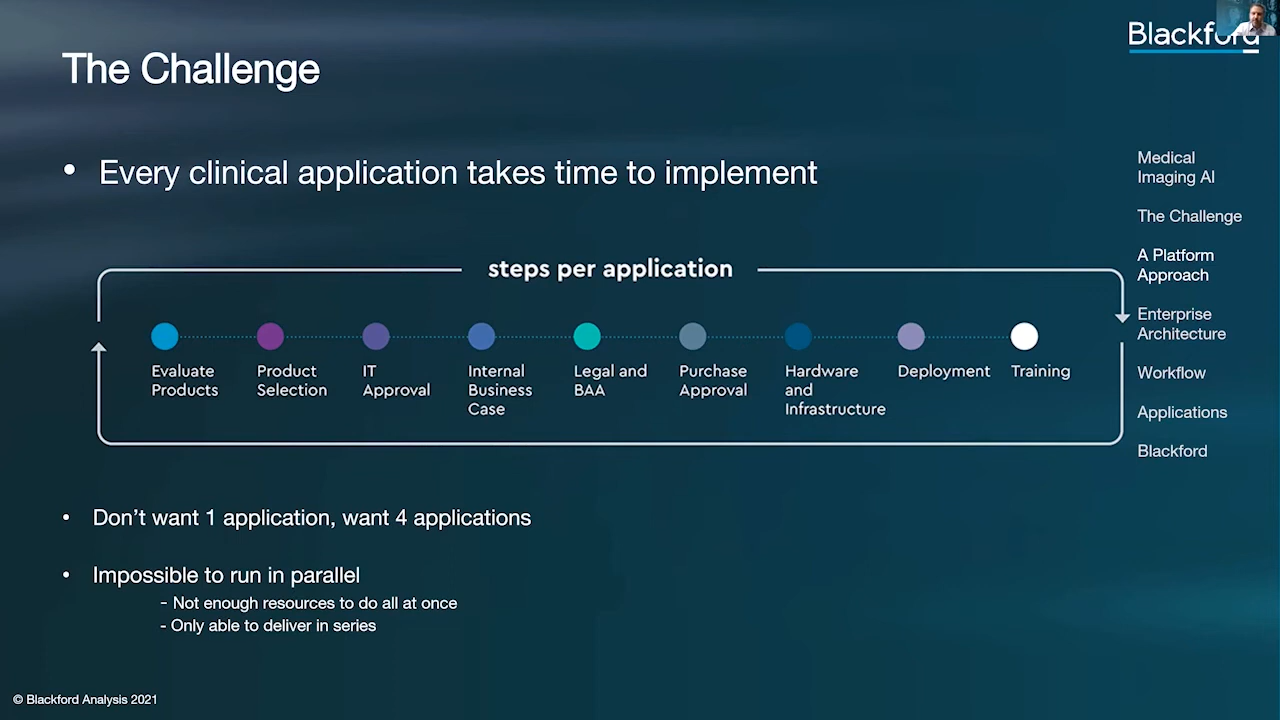 Blackford
The Challenge
• Every clinical application takes time to implement
steps per application
Evaluate
Products
Product
Selection
IT
Approval
Internal
Business
Case
Legal and
BAA
Purchase
Approval
Hardware
and
Infrastructure
Deployment
Training
• Don’t want 1 application, want 4 applications
• Impossible to run in parallel
- Not enough resources to do all at once
- Only able to deliver in series
Medical
Imaging AI
The Challenge
A Platform
Approach
Enterprise
Architecture
Workflow
Applications
Blackford
© Blackford Analysis 2021